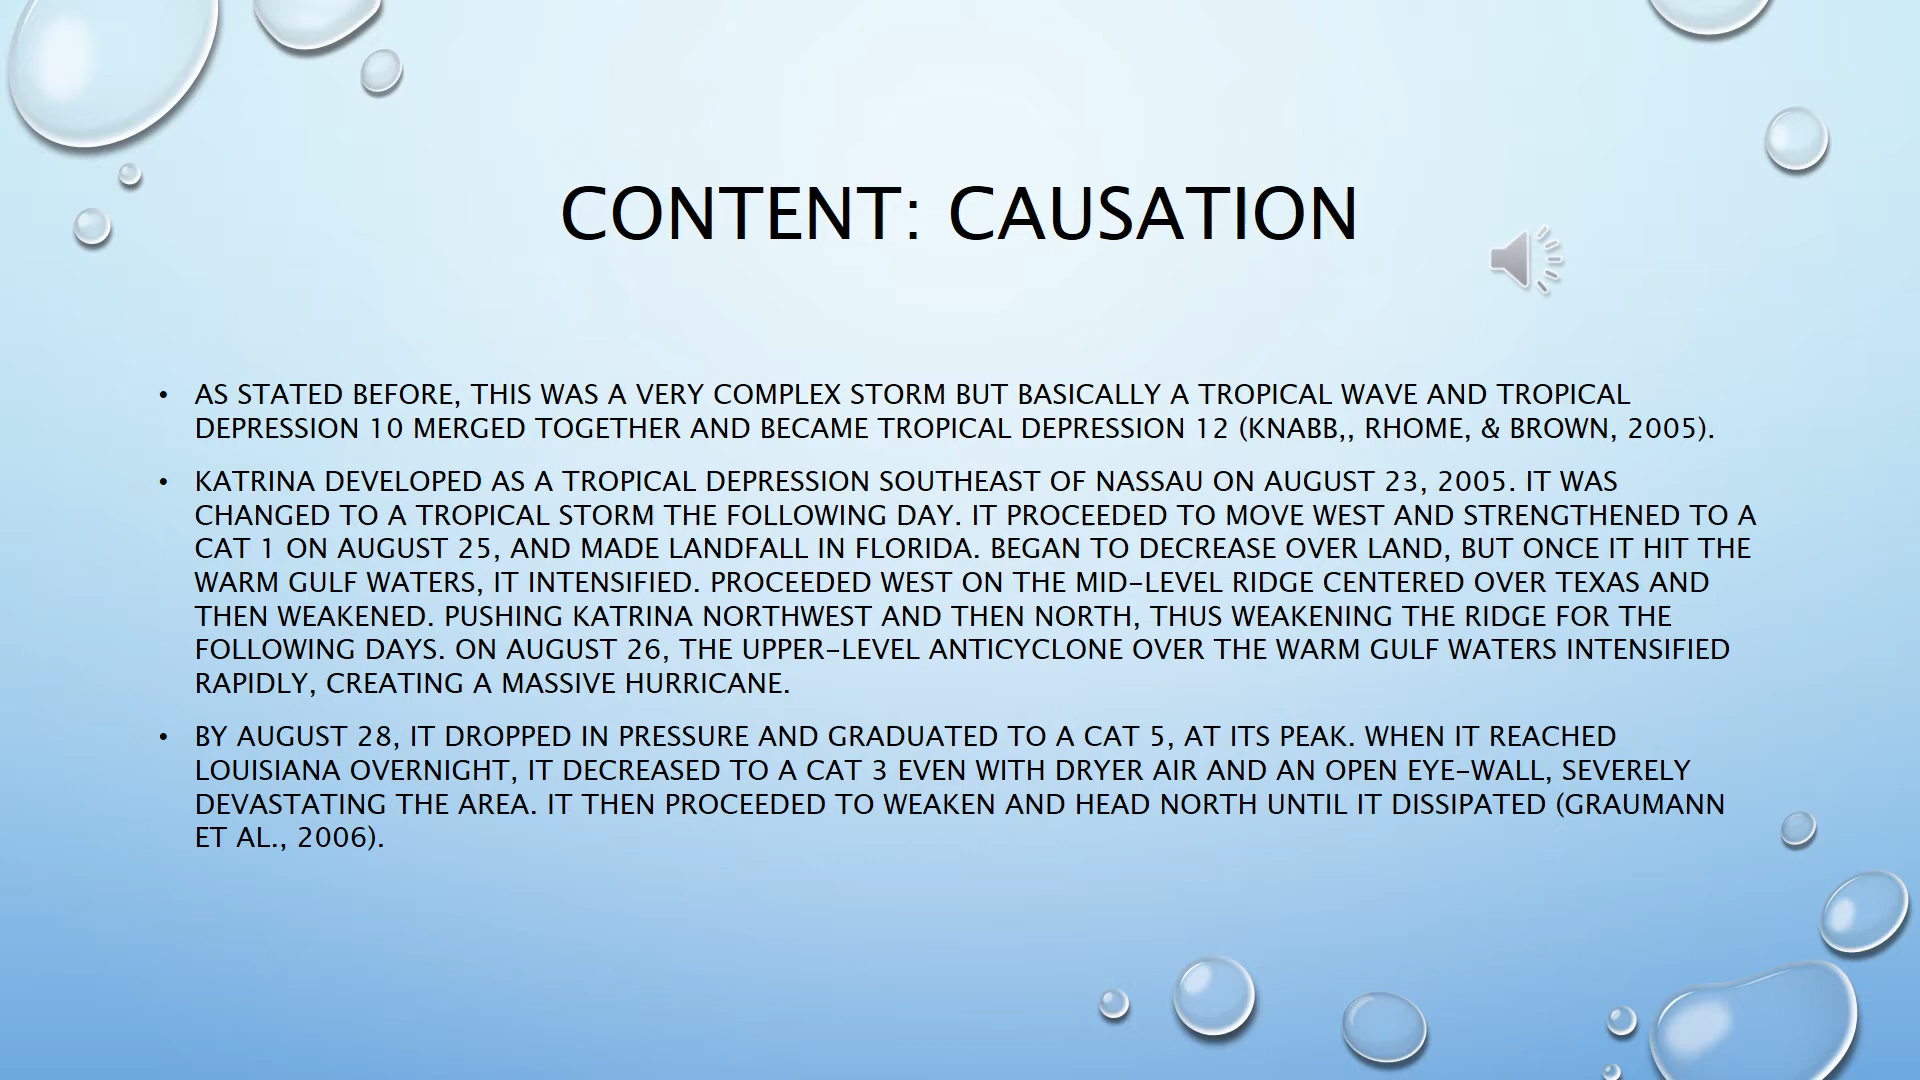 CONTENT: CAUSATION
• AS STATED BEFORE, THIS WAS A VERY COMPLEX STORM BUT BASICALLY A TROPICAL WAVE AND TROPICAL
DEPRESSION 10 MERGED TOGETHER AND BECAME TROPICAL DEPRESSION 12 (KNABB,, RHOME, & BROWN, 2005).
• KATRINA DEVELOPED AS A TROPICAL DEPRESSION SOUTHEAST OF NASSAU ON AUGUST 23, 2005. IT WAS
CHANGED TO A TROPICAL STORM THE FOLLOWING DAY. IT PROCEEDED TO MOVE WEST AND STRENGTHENED TO A
CAT 1 ON AUGUST 25, AND MADE LANDFALL IN FLORIDA. BEGAN TO DECREASE OVER LAND, BUT ONCE IT HIT THE
WARM GULF WATERS, IT INTENSIFIED. PROCEEDED WEST ON THE MID-LEVEL RIDGE CENTERED OVER TEXAS AND
THEN WEAKENED. PUSHING KATRINA NORTHWEST AND THEN NORTH, THUS WEAKENING THE RIDGE FOR THE
FOLLOWING DAYS. ON AUGUST 26, THE UPPER-LEVEL ANTICYCLONE OVER THE WARM GULF WATERS INTENSIFIED
RAPIDLY, CREATING A MASSIVE HURRICANE.
• BY AUGUST 28, IT DROPPED IN PRESSURE AND GRADUATED TO A CAT 5, AT ITS PEAK. WHEN IT REACHED
LOUISIANA OVERNIGHT, IT DECREASED TO A CAT 3 EVEN WITH DRYER AIR AND AN OPEN EYE-WALL, SEVERELY
DEVASTATING THE AREA. IT THEN PROCEEDED TO WEAKEN AND HEAD NORTH UNTIL IT DISSIPATED (GRAUMANN
ET AL., 2006).